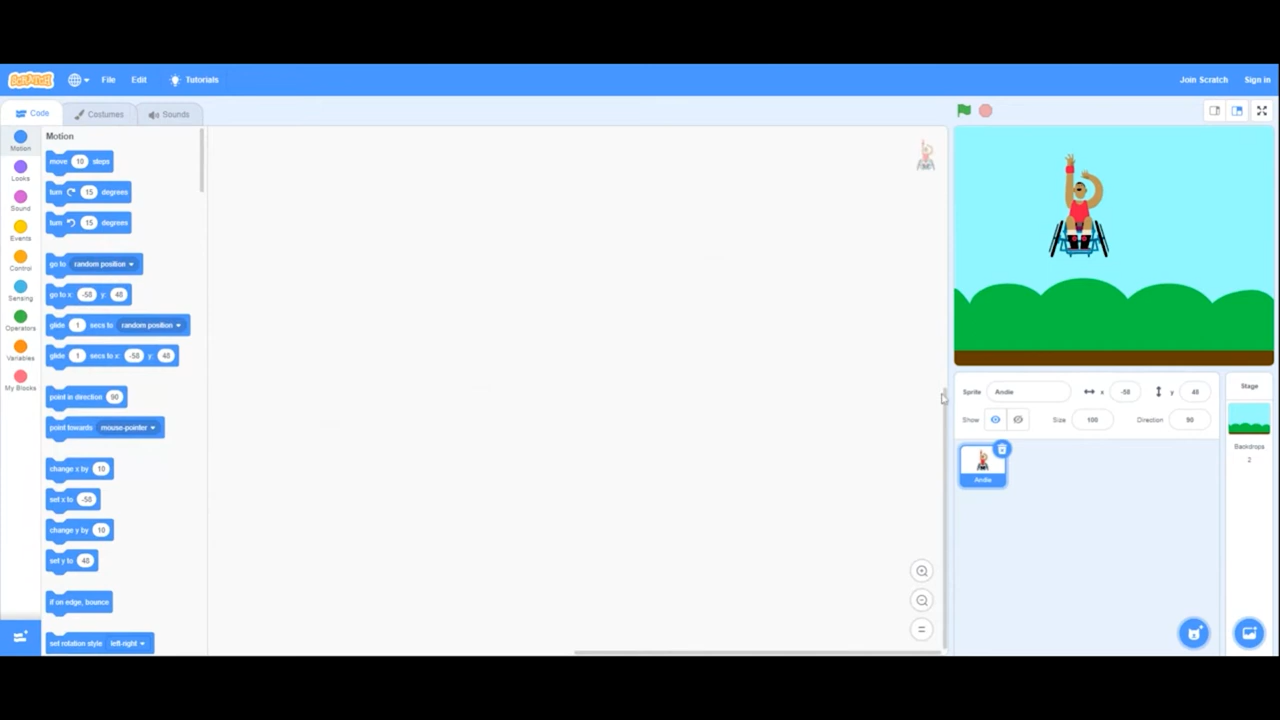 SCRATCH File Edit Tutorials Join Scratch Sign in
Code Costumes Sounds
Motion
Looks
Sound
Events
Control
Sensing
Operators
Variables
My Blocks
Motion
move 10 steps
turn 15 degrees
turn 15 degrees
go to random position
go to x: -58 y: 48
glide 1 secs to random position
glide 1 secs to x: -58 y: 48
point in direction 90
point towards mouse-pointer
change x by 10
set x to -58
change y by 10
set y to 48
if on edge, bounce
set rotation style left-right
Sprite Andie x -58 y 48
Show Size 100 Direction 90
Andie
Stage
Backdrops
2